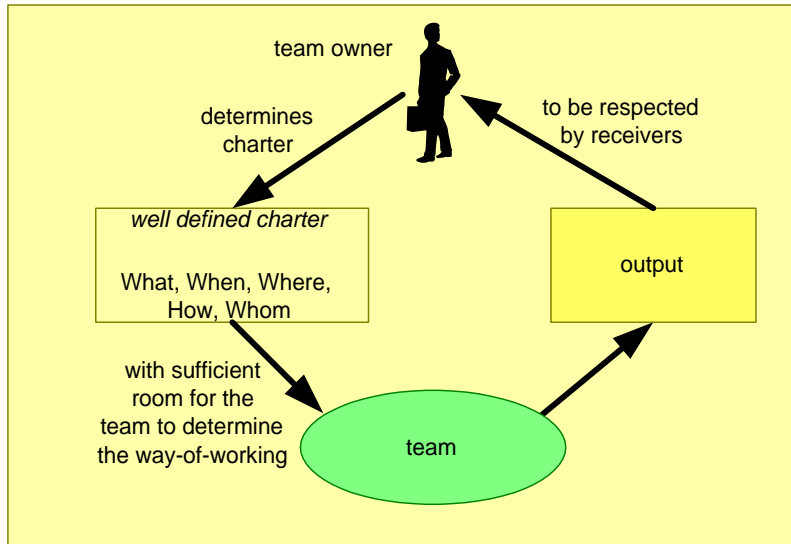 team owner
determines
charter
to be respected
by receivers
well defined charter
What, When, Where,
How, Whom
output
with sufficient
room for the
team to determine
the way-of-working
team